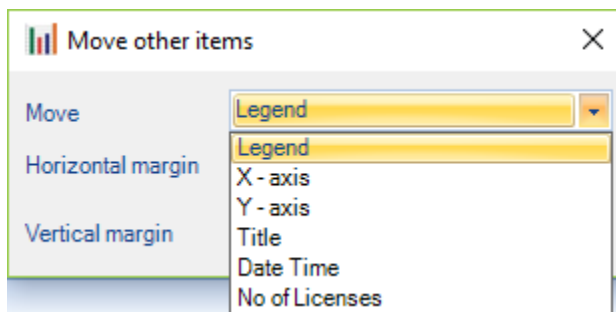 Move other items
Move
Legend
Legend
Horizontal margin
X - axis
Y - axis
Vertical margin
Title
Date Time
No of Licenses